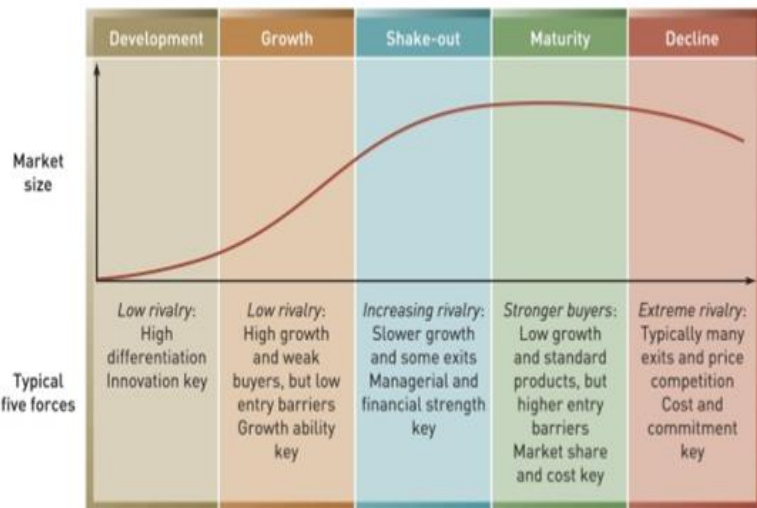 Development
Growth
Shake-out
Maturity
Decline
Market
size
Typical
five forces
Low rivalry:
High
differentiation
Innovation key
Low rivalry:
High growth
and weak
buyers, but low
entry barriers
Growth ability
key
Increasing rivalry:
Slower growth
and some exits
Managerial and
financial strength
key
Stronger buyers:
Low growth
and standard
products, but
higher entry
barriers
Market share
and cost key
Extreme rivalry:
Typically many
exits and price
competition
Cost and
commitment
key